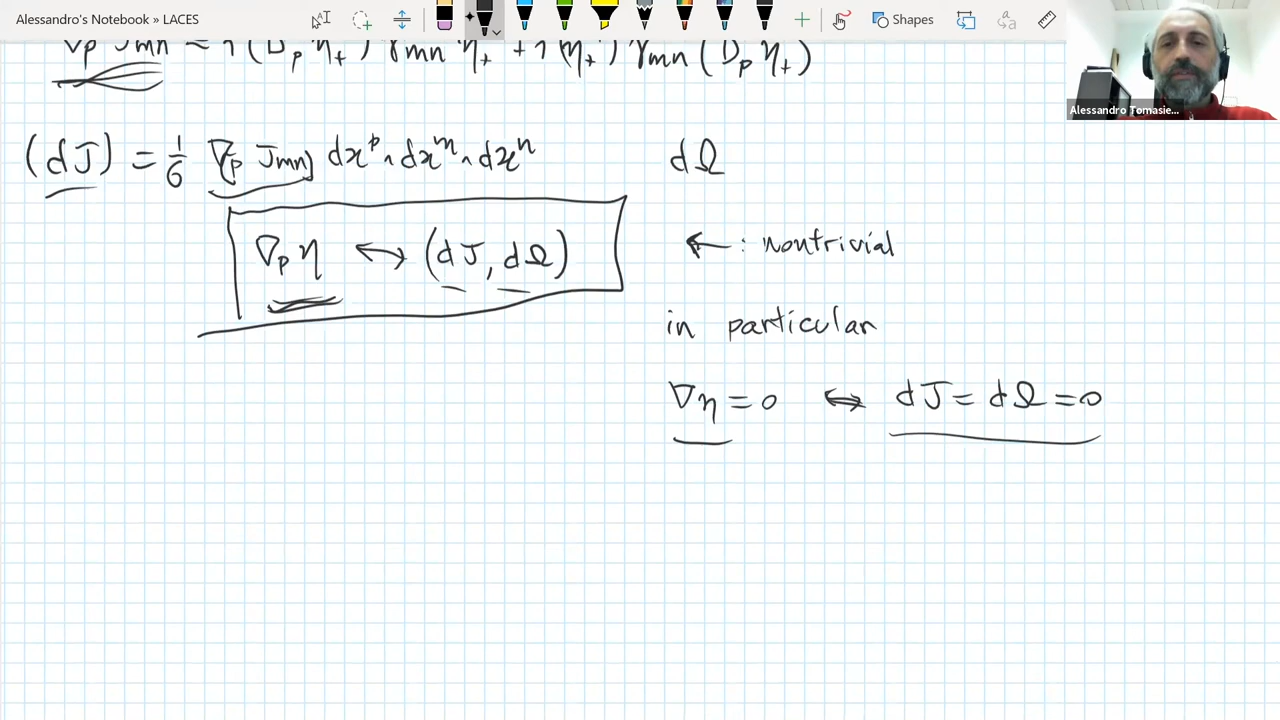 Alessandro's Notebook » LACES
Shapes
Alessandro Tomasie...
(dJ) = 1/6 ∇[p Jmn] dx^p ∧ dx^m ∧ dx^n
dΩ
∇p η ↔ (dJ, dΩ)
← : nontrivial
in particular
∇η = 0 ↔ dJ = dΩ = 0